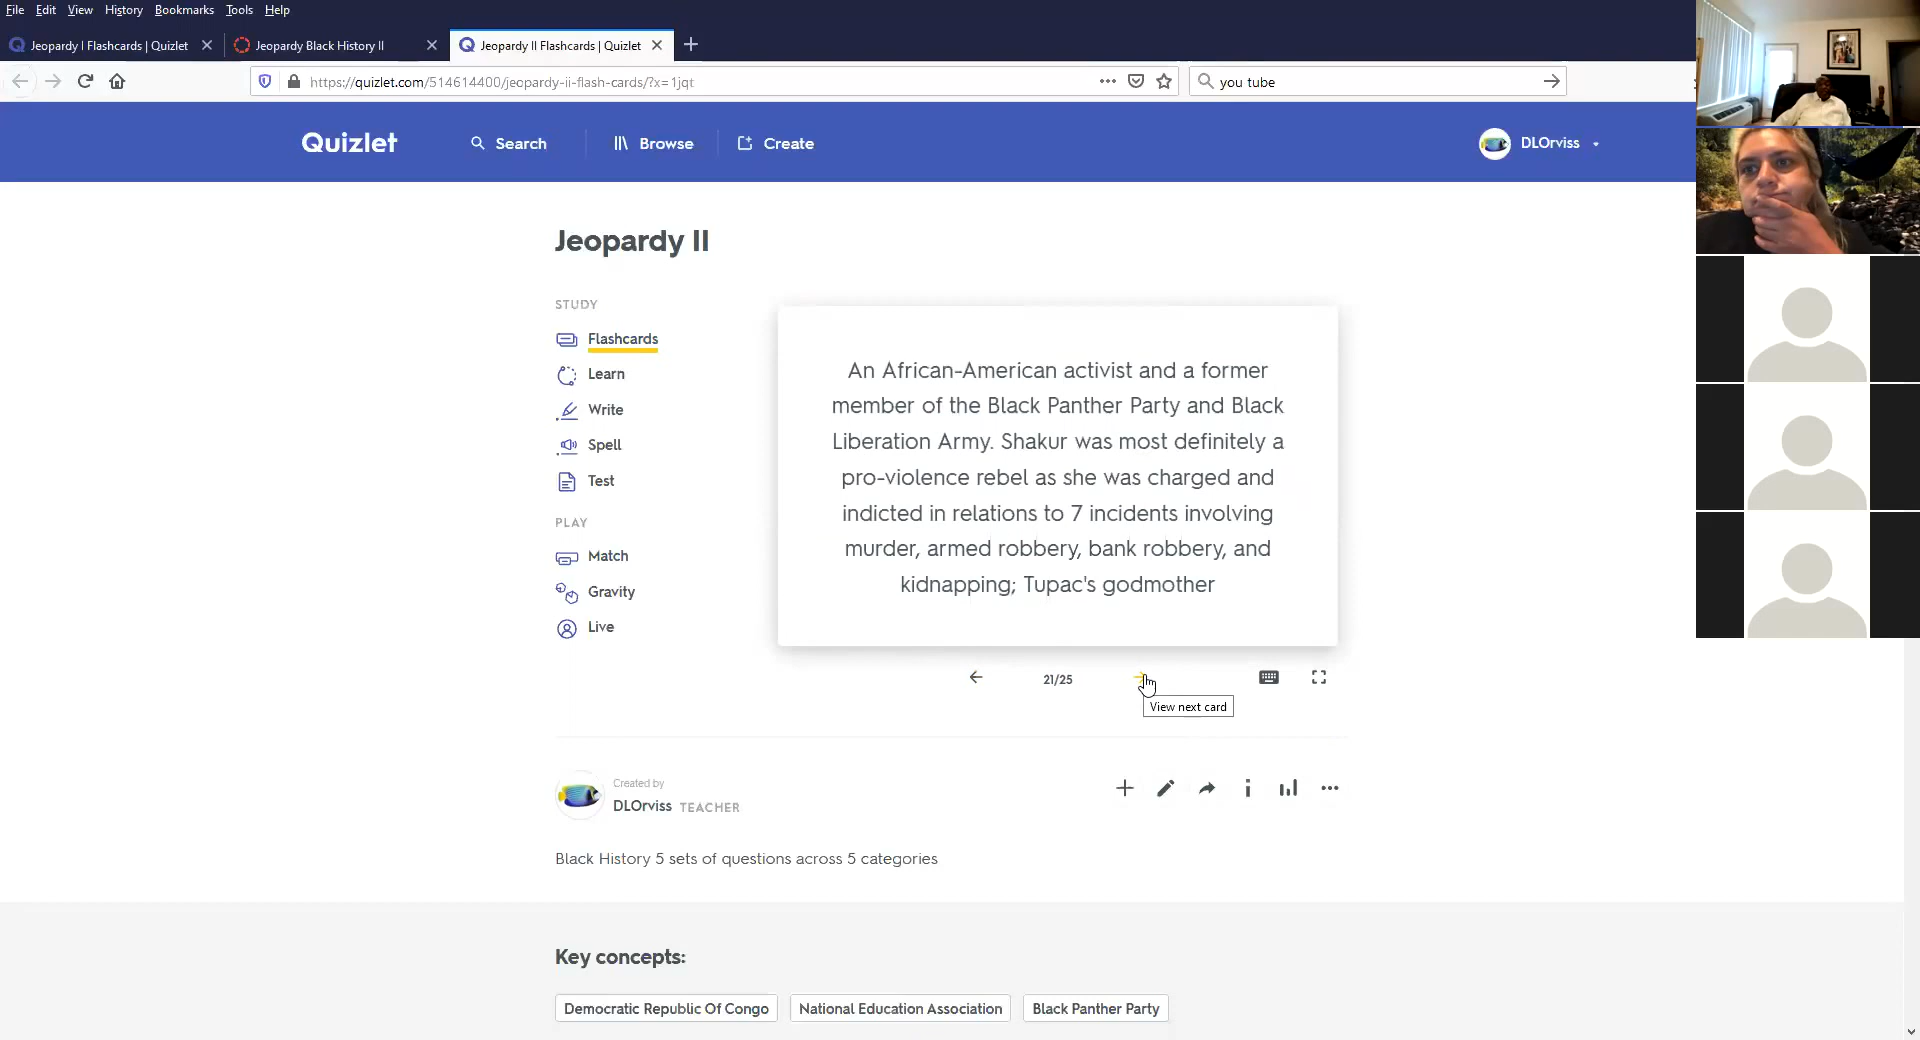 File Edit View History Bookmarks Tools Help
Jeopardy I Flashcards | Quizlet
Jeopardy Black History II
Jeopardy II Flashcards | Quizlet
https://quizlet.com/514614400/jeopardy-ii-flash-cards/?x=1jqt
you tube
Quizlet
Search
Browse
Create
DLOrviss
Jeopardy II
STUDY
Flashcards
Learn
Write
Spell
Test
PLAY
Match
Gravity
Live
An African-American activist and a former
member of the Black Panther Party and Black
Liberation Army. Shakur was most definitely a
pro-violence rebel as she was charged and
indicted in relations to 7 incidents involving
murder, armed robbery, bank robbery, and
kidnapping; Tupac's godmother
21/25
View next card
Created by
DLOrviss TEACHER
Black History 5 sets of questions across 5 categories
Key concepts:
Democratic Republic Of Congo
National Education Association
Black Panther Party